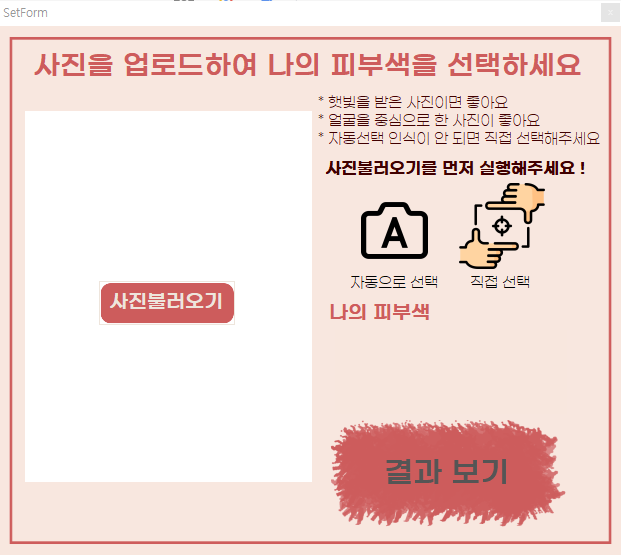 SetForm
사진을 업로드하여 나의 피부색을 선택하세요
* 햇빛을 받은 사진이면 좋아요
* 얼굴을 중심으로 한 사진이 좋아요
* 자동선택 인식이 안 되면 직접 선택해주세요
사진불러오기를 먼저 실행해주세요 !
A
사진불러오기
자동으로 선택
직접 선택
나의 피부색
결과 보기